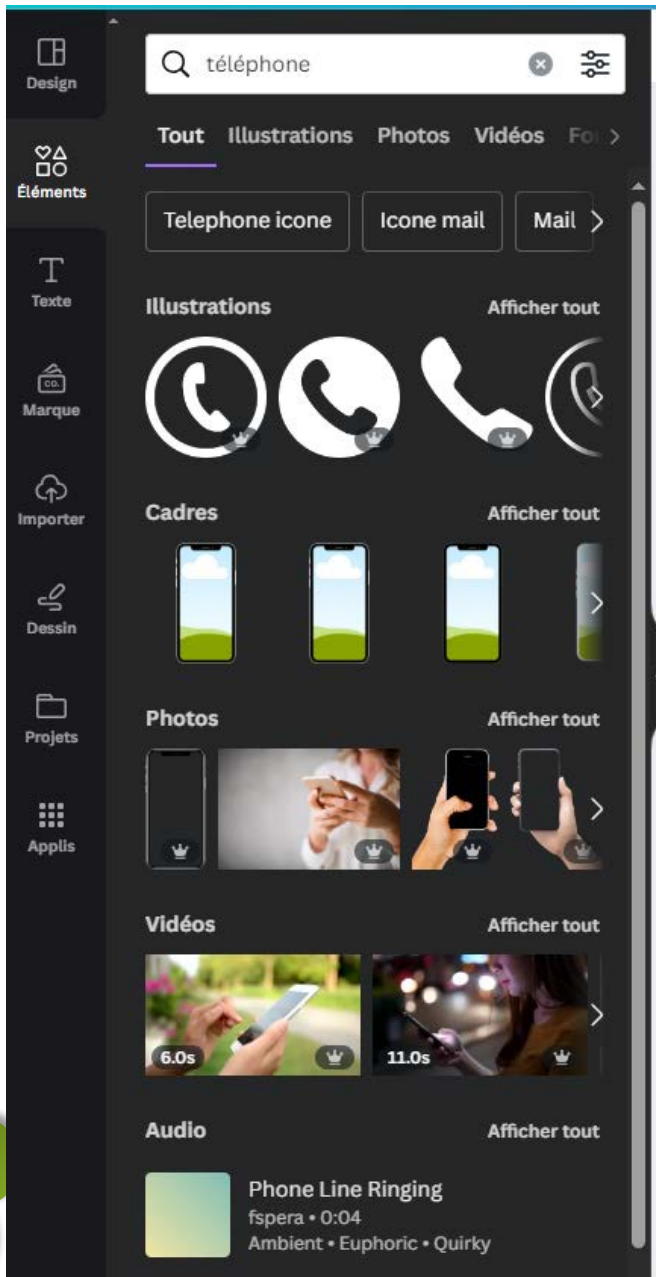 Design
Éléments
Texte
Marque
CO.
Importer
Dessin
Projets
Applis
téléphone
Tout Illustrations Photos Vidéos
Telephone icone Icone mail Mail
Illustrations Afficher tout
Cadres Afficher tout
Photos Afficher tout
Vidéos Afficher tout
6.0s 11.0s
Audio Afficher tout
Phone Line Ringing
fspera • 0:04
Ambient • Euphoric • Quirky